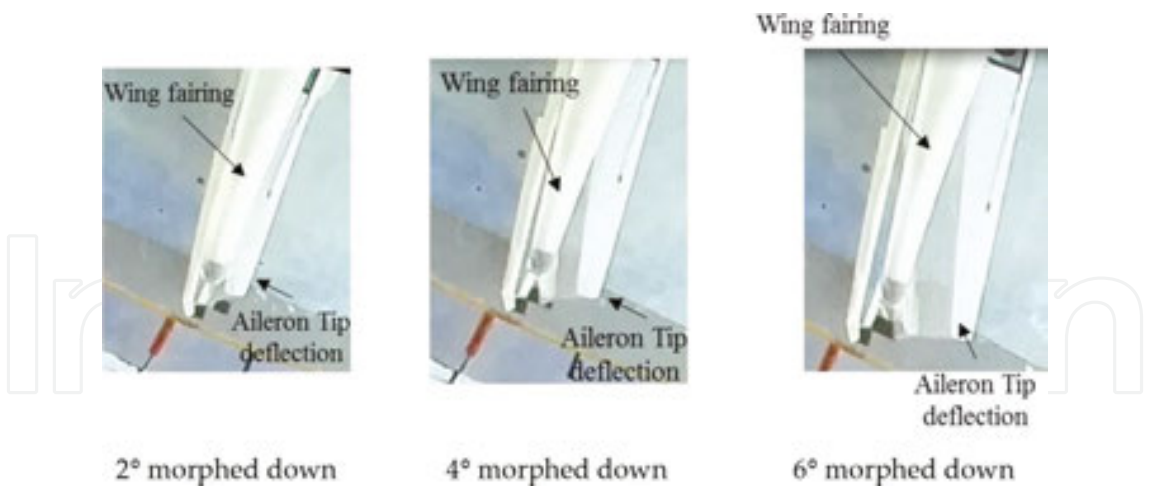 Wing fairing
Aileron Tip
deflection
2° morphed down
Wing fairing
Aileron Tip
deflection
4° morphed down
Wing fairing
Aileron Tip
deflection
6° morphed down